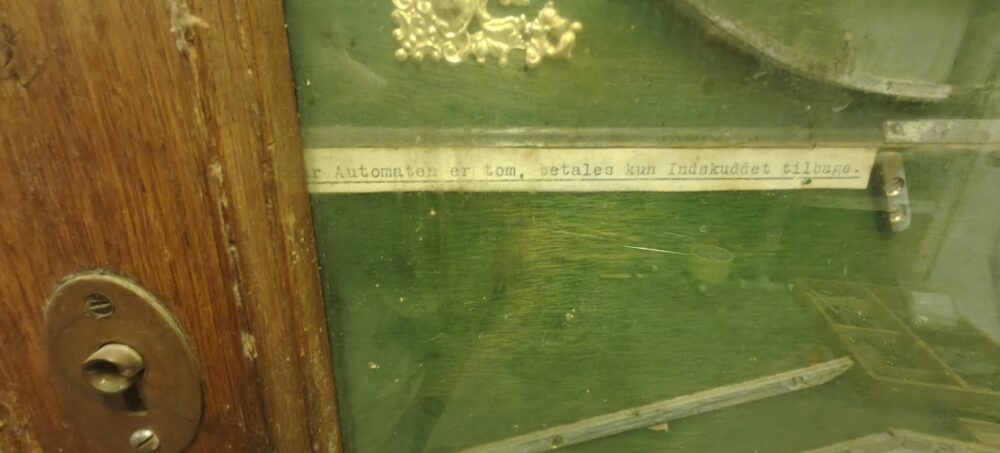 r Automaten er tom, betales kun Indskuddet tilbage.